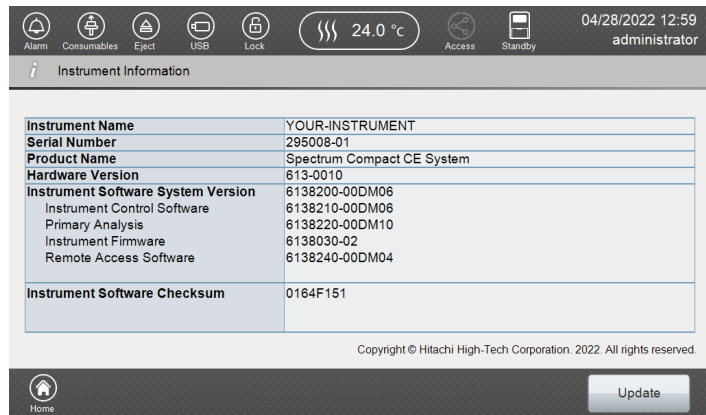 Alarm Consumables Eject USB Lock 24.0 °c Access Standby 04/28/2022 12:59
administrator
i Instrument Information
Instrument Name YOUR-INSTRUMENT
Serial Number 295008-01
Product Name Spectrum Compact CE System
Hardware Version 613-0010
Instrument Software System Version 6138200-00DM06
Instrument Control Software 6138210-00DM06
Primary Analysis 6138220-00DM10
Instrument Firmware 6138030-02
Remote Access Software 6138240-00DM04
Instrument Software Checksum 0164F151
Copyright © Hitachi High-Tech Corporation. 2022. All rights reserved.
Home Update